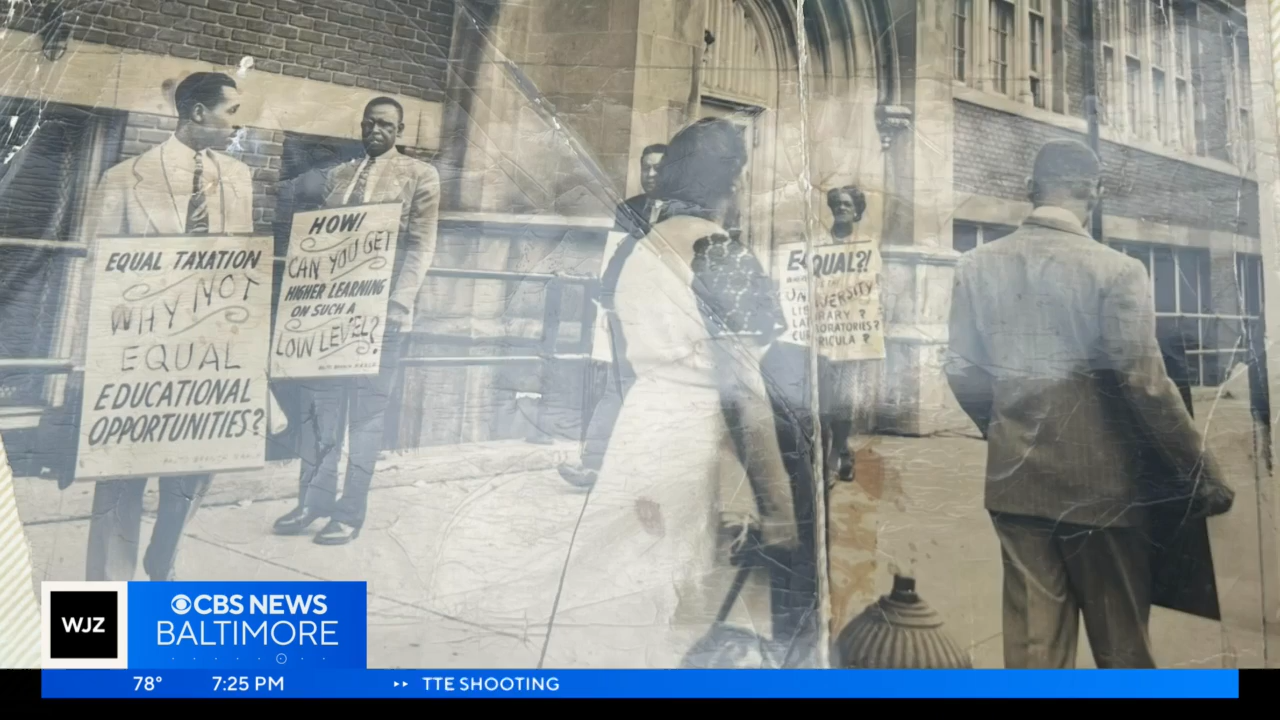 EQUAL TAXATION
WHY NOT
EQUAL
EDUCATIONAL
OPPORTUNITIES?
HOW!
CAN YOU GET
HIGHER LEARNING
ON SUCH A
LOW LEVEL?
EQUAL?!
UNIVERSITY
LIBRARY ?
LABORATORIES?
CURRICULA ?
WJZ
CBS NEWS
BALTIMORE
78° 7:25 PM TTE SHOOTING